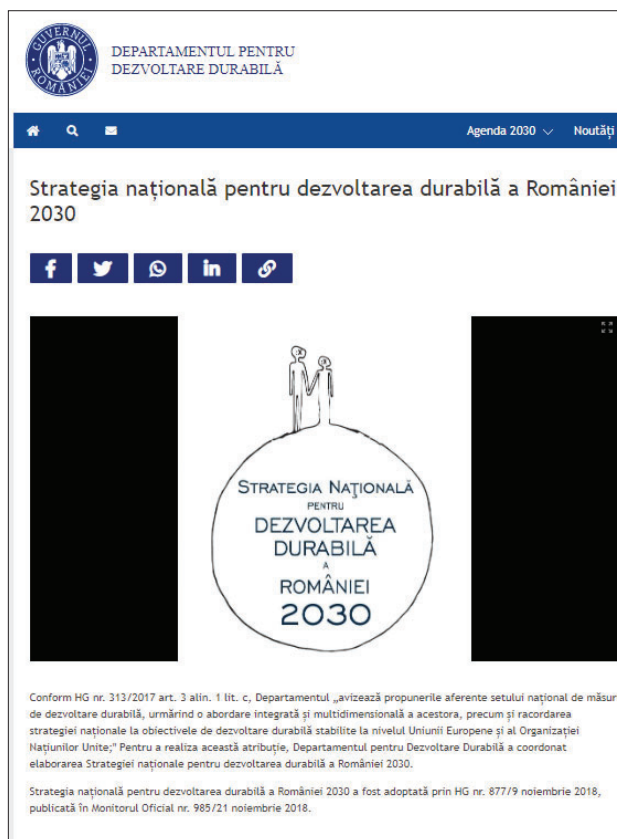 GUVERNUL ROMÂNIEI
DEPARTAMENTUL PENTRU
DEZVOLTARE DURABILĂ
Agenda 2030
Noutăți
Strategia națională pentru dezvoltarea durabilă a României
2030
STRATEGIA NAŢIONALĂ
PENTRU
DEZVOLTAREA
DURABILĂ
A
ROMÂNIEI
2030
Conform HG nr. 313/2017 art. 3 alin. 1 lit. c, Departamentul „avizează propunerile aferente setului național de măsuri
de dezvoltare durabilă, urmărind o abordare integrată și multidimensională a acestora, precum și racordarea
strategiei naționale la obiectivele de dezvoltare durabilă stabilite la nivelul Uniunii Europene și al Organizației
Națiunilor Unite;" Pentru a realiza această atribuție, Departamentul pentru Dezvoltare Durabilă a coordonat
elaborarea Strategiei naționale pentru dezvoltarea durabilă a României 2030.
Strategia națională pentru dezvoltarea durabilă a României 2030 a fost adoptată prin HG nr. 877/9 noiembrie 2018,
publicată în Monitorul Oficial nr. 985/21 noiembrie 2018.